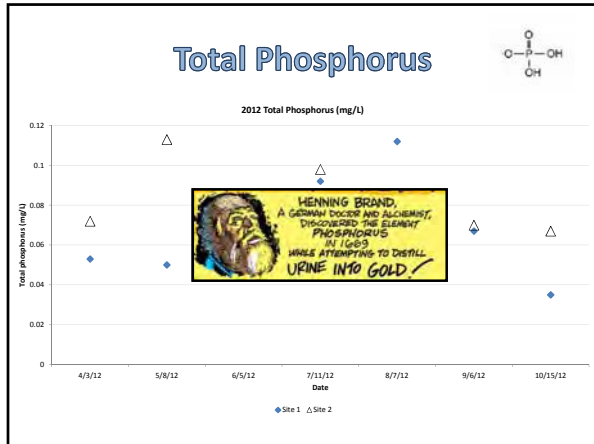 Total Phosphorus
O
O—P—OH
OH
2012 Total Phosphorus (mg/L)
0.12
0.1
0.08
0.06
0.04
0.02
0
Total phosphorus (mg/L)
HENNING BRAND,
A GERMAN DOCTOR AND ALCHEMIST,
DISCOVERED THE ELEMENT
PHOSPHORUS
IN 1669
WHILE ATTEMPTING TO DISTILL
URINE INTO GOLD!
4/3/12 5/8/12 6/5/12 7/11/12 8/7/12 9/6/12 10/15/12
Date
Site 1 Site 2